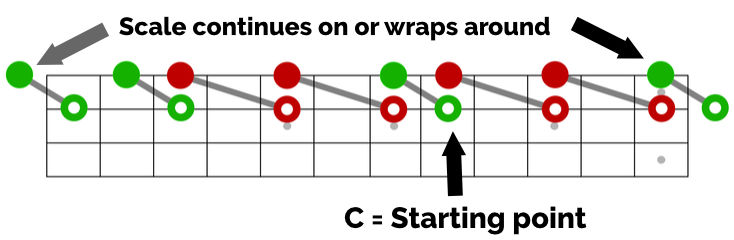 Scale continues on or wraps around
C = Starting point